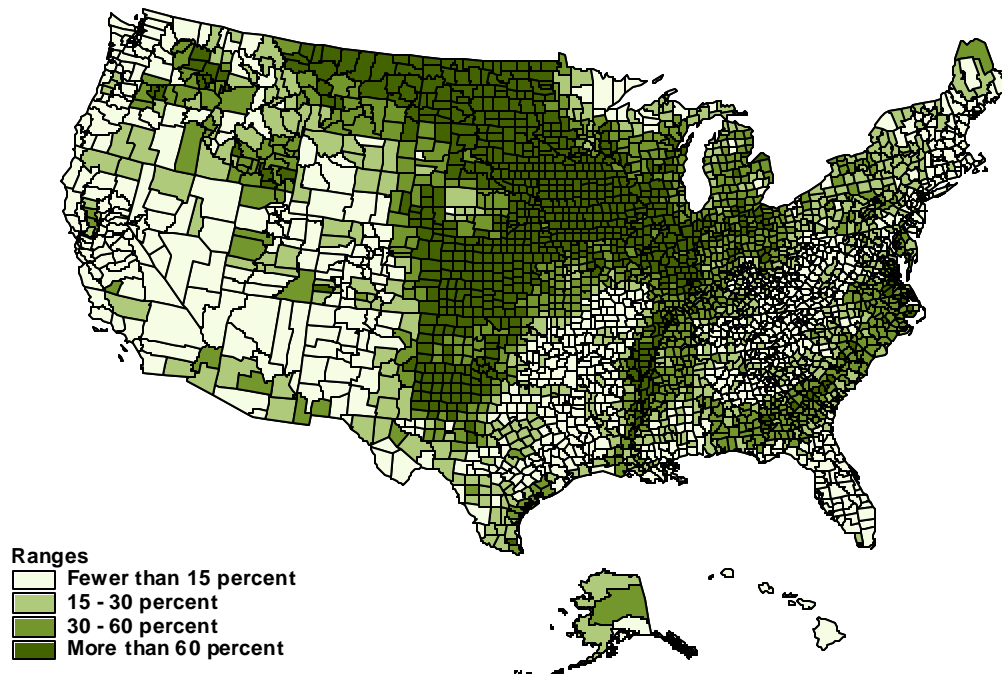 Ranges
Fewer than 15 percent
15 - 30 percent
30 - 60 percent
More than 60 percent